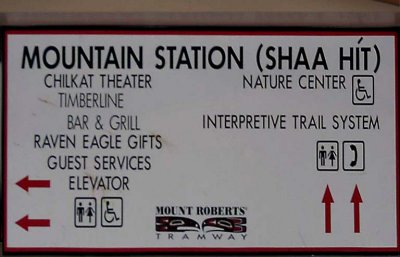 MOUNTAIN STATION (SHAA HÍT)
CHILKAT THEATER
TIMBERLINE
BAR & GRILL
RAVEN EAGLE GIFTS
GUEST SERVICES
ELEVATOR
NATURE CENTER
INTERPRETIVE TRAIL SYSTEM
MOUNT ROBERTS
TRAMWAY